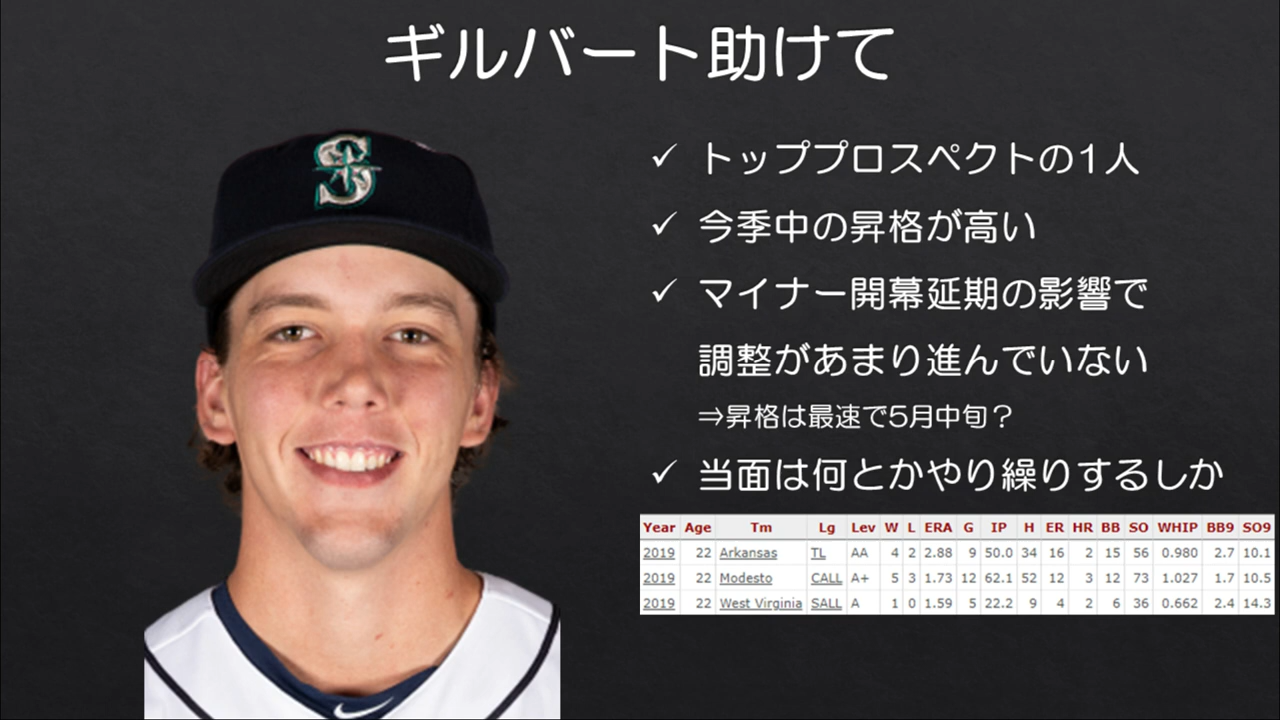 ギルバート助けて
✓ トッププロスペクトの1人
✓ 今季中の昇格が高い
✓ マイナー開幕延期の影響で
調整があまり進んでいない
⇒昇格は最速で5月中旬？
✓ 当面は何とかやり繰りするしか
Year Age Tm Lg Lev W L ERA G IP H ER HR BB SO WHIP BB9 SO9
2019 22 Arkansas TL AA 4 2 2.88 9 50.0 34 16 2 15 56 0.980 2.7 10.1
2019 22 Modesto CALL A+ 5 3 1.73 12 62.1 52 12 3 12 73 1.027 1.7 10.5
2019 22 West Virginia SALL A 1 0 1.59 5 22.2 9 4 2 6 36 0.662 2.4 14.3
S